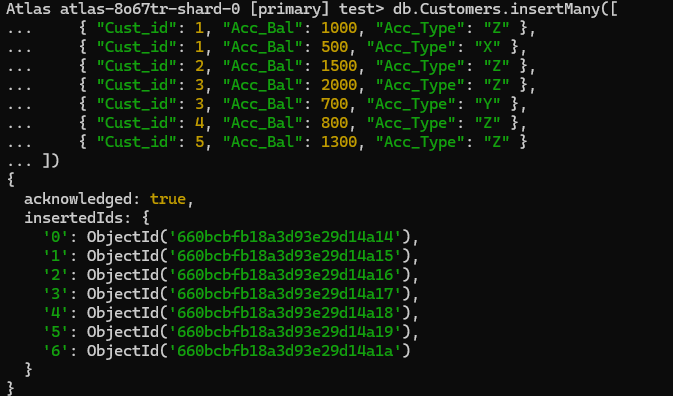 Atlas atlas-8o67tr-shard-0 [primary] test> db.Customers.insertMany([
...     { "Cust_id": 1, "Acc_Bal": 1000, "Acc_Type": "Z" },
...     { "Cust_id": 1, "Acc_Bal": 500, "Acc_Type": "X" },
...     { "Cust_id": 2, "Acc_Bal": 1500, "Acc_Type": "Z" },
...     { "Cust_id": 3, "Acc_Bal": 2000, "Acc_Type": "Z" },
...     { "Cust_id": 3, "Acc_Bal": 700, "Acc_Type": "Y" },
...     { "Cust_id": 4, "Acc_Bal": 800, "Acc_Type": "Z" },
...     { "Cust_id": 5, "Acc_Bal": 1300, "Acc_Type": "Z" }
... ])
{
  acknowledged: true,
  insertedIds: {
    '0': ObjectId('660bcbfb18a3d93e29d14a14'),
    '1': ObjectId('660bcbfb18a3d93e29d14a15'),
    '2': ObjectId('660bcbfb18a3d93e29d14a16'),
    '3': ObjectId('660bcbfb18a3d93e29d14a17'),
    '4': ObjectId('660bcbfb18a3d93e29d14a18'),
    '5': ObjectId('660bcbfb18a3d93e29d14a19'),
    '6': ObjectId('660bcbfb18a3d93e29d14a1a')
  }
}